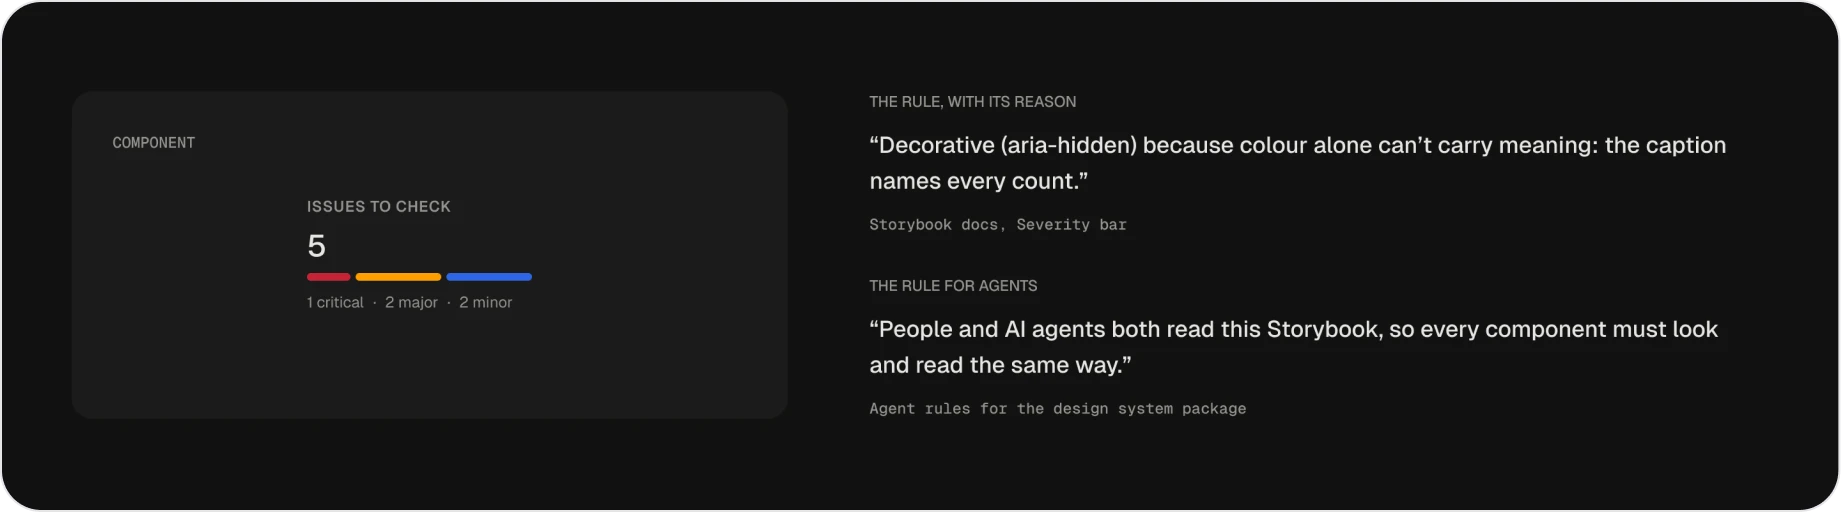 COMPONENT
ISSUES TO CHECK
5
1 critical · 2 major · 2 minor
THE RULE, WITH ITS REASON
“Decorative (aria-hidden) because colour alone can’t carry meaning: the caption
names every count.”
Storybook docs, Severity bar
THE RULE FOR AGENTS
“People and AI agents both read this Storybook, so every component must look
and read the same way.”
Agent rules for the design system package